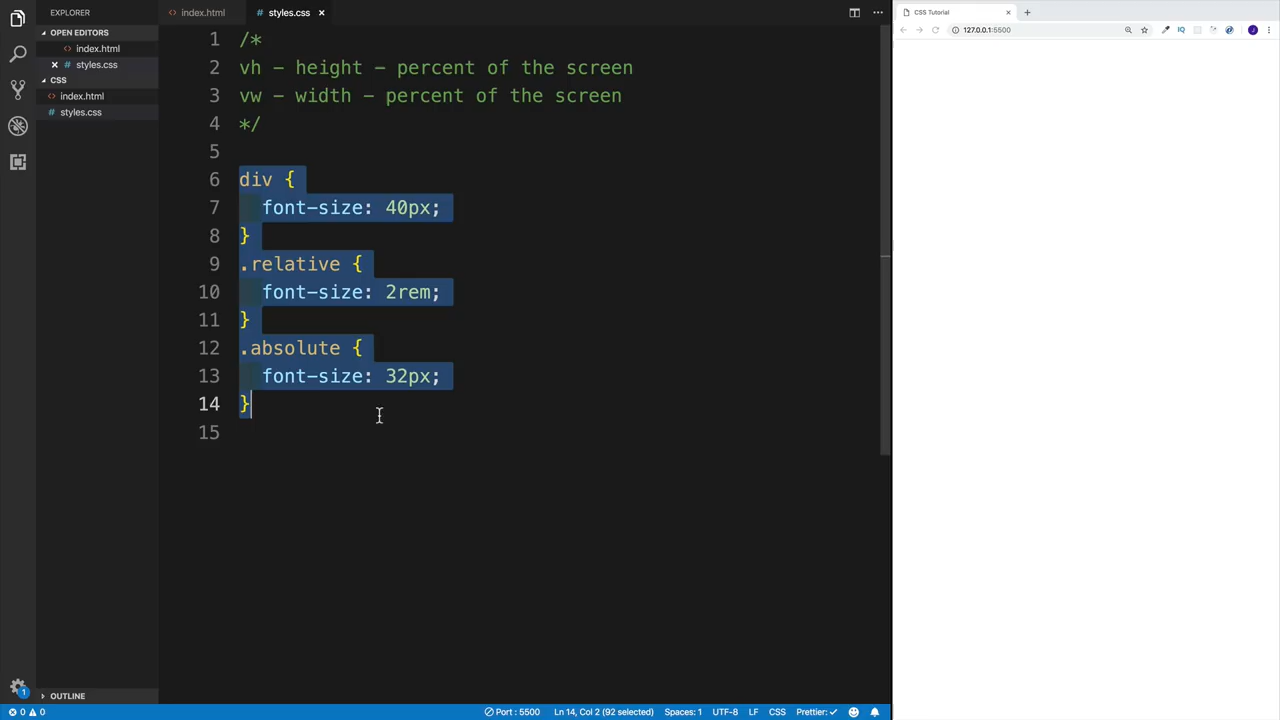 EXPLORER
OPEN EDITORS
index.html
styles.css
CSS
index.html
styles.css
OUTLINE
index.html
styles.css
1 /*
2 vh - height - percent of the screen
3 vw - width - percent of the screen
4 */
5
6 div {
7 font-size: 40px;
8 }
9 .relative {
10 font-size: 2rem;
11 }
12 .absolute {
13 font-size: 32px;
14 }
15
1
0 0
Port : 5500
Ln 14, Col 2 (92 selected)
Spaces: 1
UTF-8
LF
CSS
Prettier: ✓
CSS Tutorial
127.0.0.1:5500
IQ
J